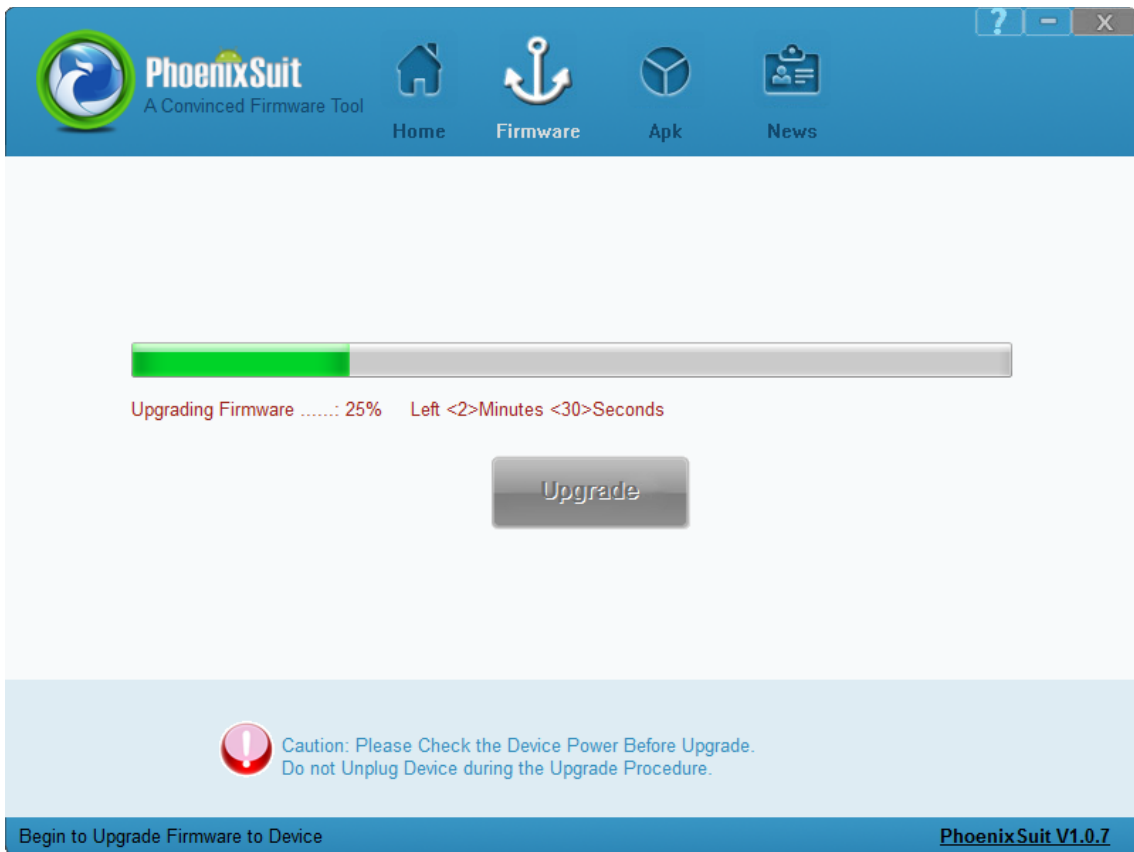 ? – X
PhoenixSuit
A Convinced Firmware Tool
Home Firmware Apk News
Upgrading Firmware ......: 25% Left <2>Minutes <30>Seconds
Upgrade
Caution: Please Check the Device Power Before Upgrade.
Do not Unplug Device during the Upgrade Procedure.
Begin to Upgrade Firmware to Device PhoenixSuit V1.0.7